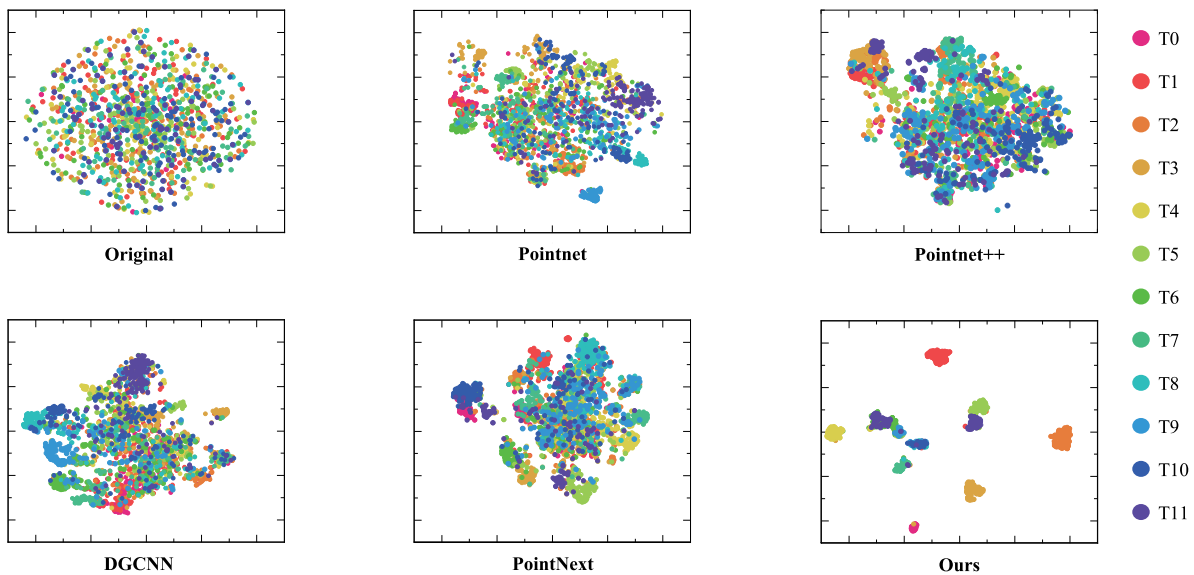 Original
Pointnet
Pointnet++
DGCNN
PointNext
Ours
T0
T1
T2
T3
T4
T5
T6
T7
T8
T9
T10
T11